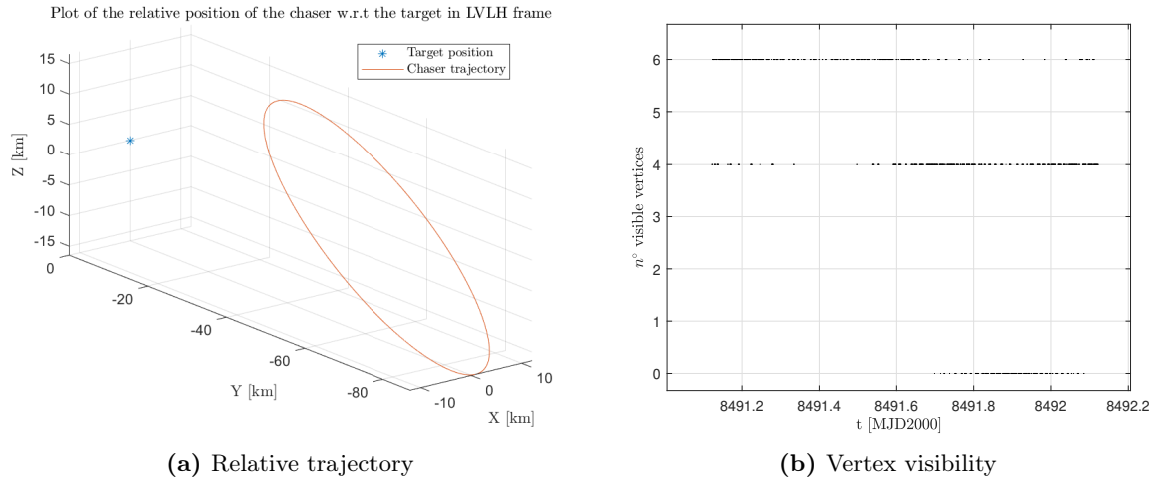 Plot of the relative position of the chaser w.r.t the target in LVLH frame
Target position
Chaser trajectory
15
10
5
0
-5
-10
-15
Z [km]
0
-20
-40
-60
-80
Y [km]
-10
0
10
X [km]
(a) Relative trajectory
6
5
4
3
2
1
0
n° visible vertices
8491.2 8491.4 8491.6 8491.8 8492 8492.2
t [MJD2000]
(b) Vertex visibility